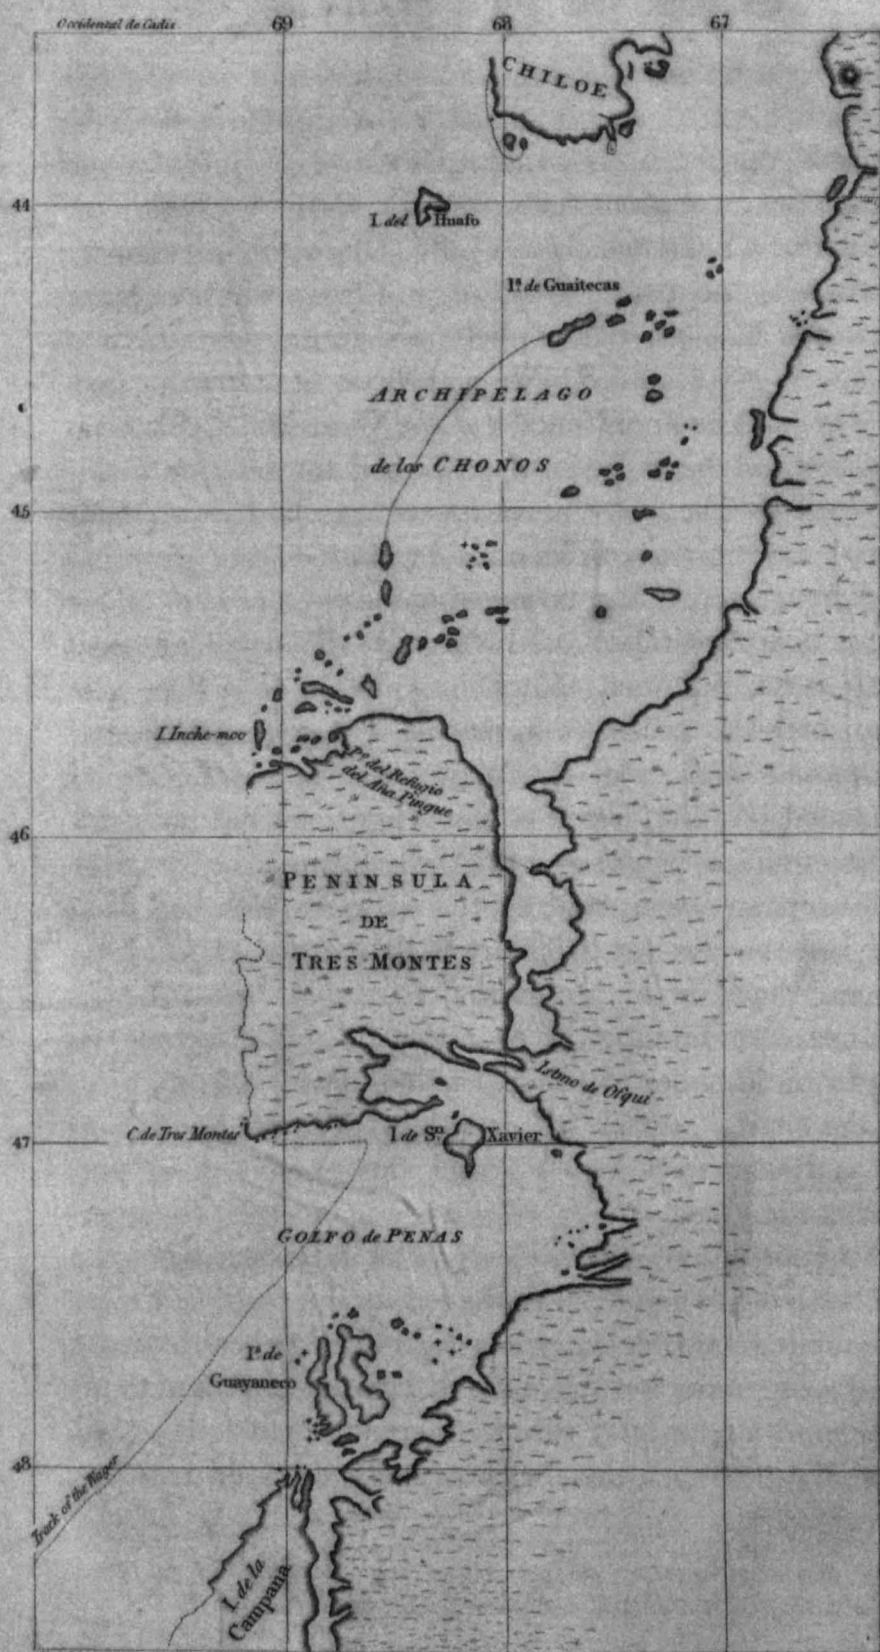 Occidental de Cadiz.
69
68
67
CHILOE
44
I. del Huafo
Is. de Guaitecas
ARCHIPELAGO
de los CHONOS
45
I. Inche-moo
Po. del Refugio
del Ana Pingue
46
PENINSULA
DE
TRES MONTES
Istmo de Ofqui
47
C. de Tres Montes
I de Sn. Xavier
GOLFO de PENAS
Is. de
Guayaneco
48
Track of the Wager
I. de la
Campana